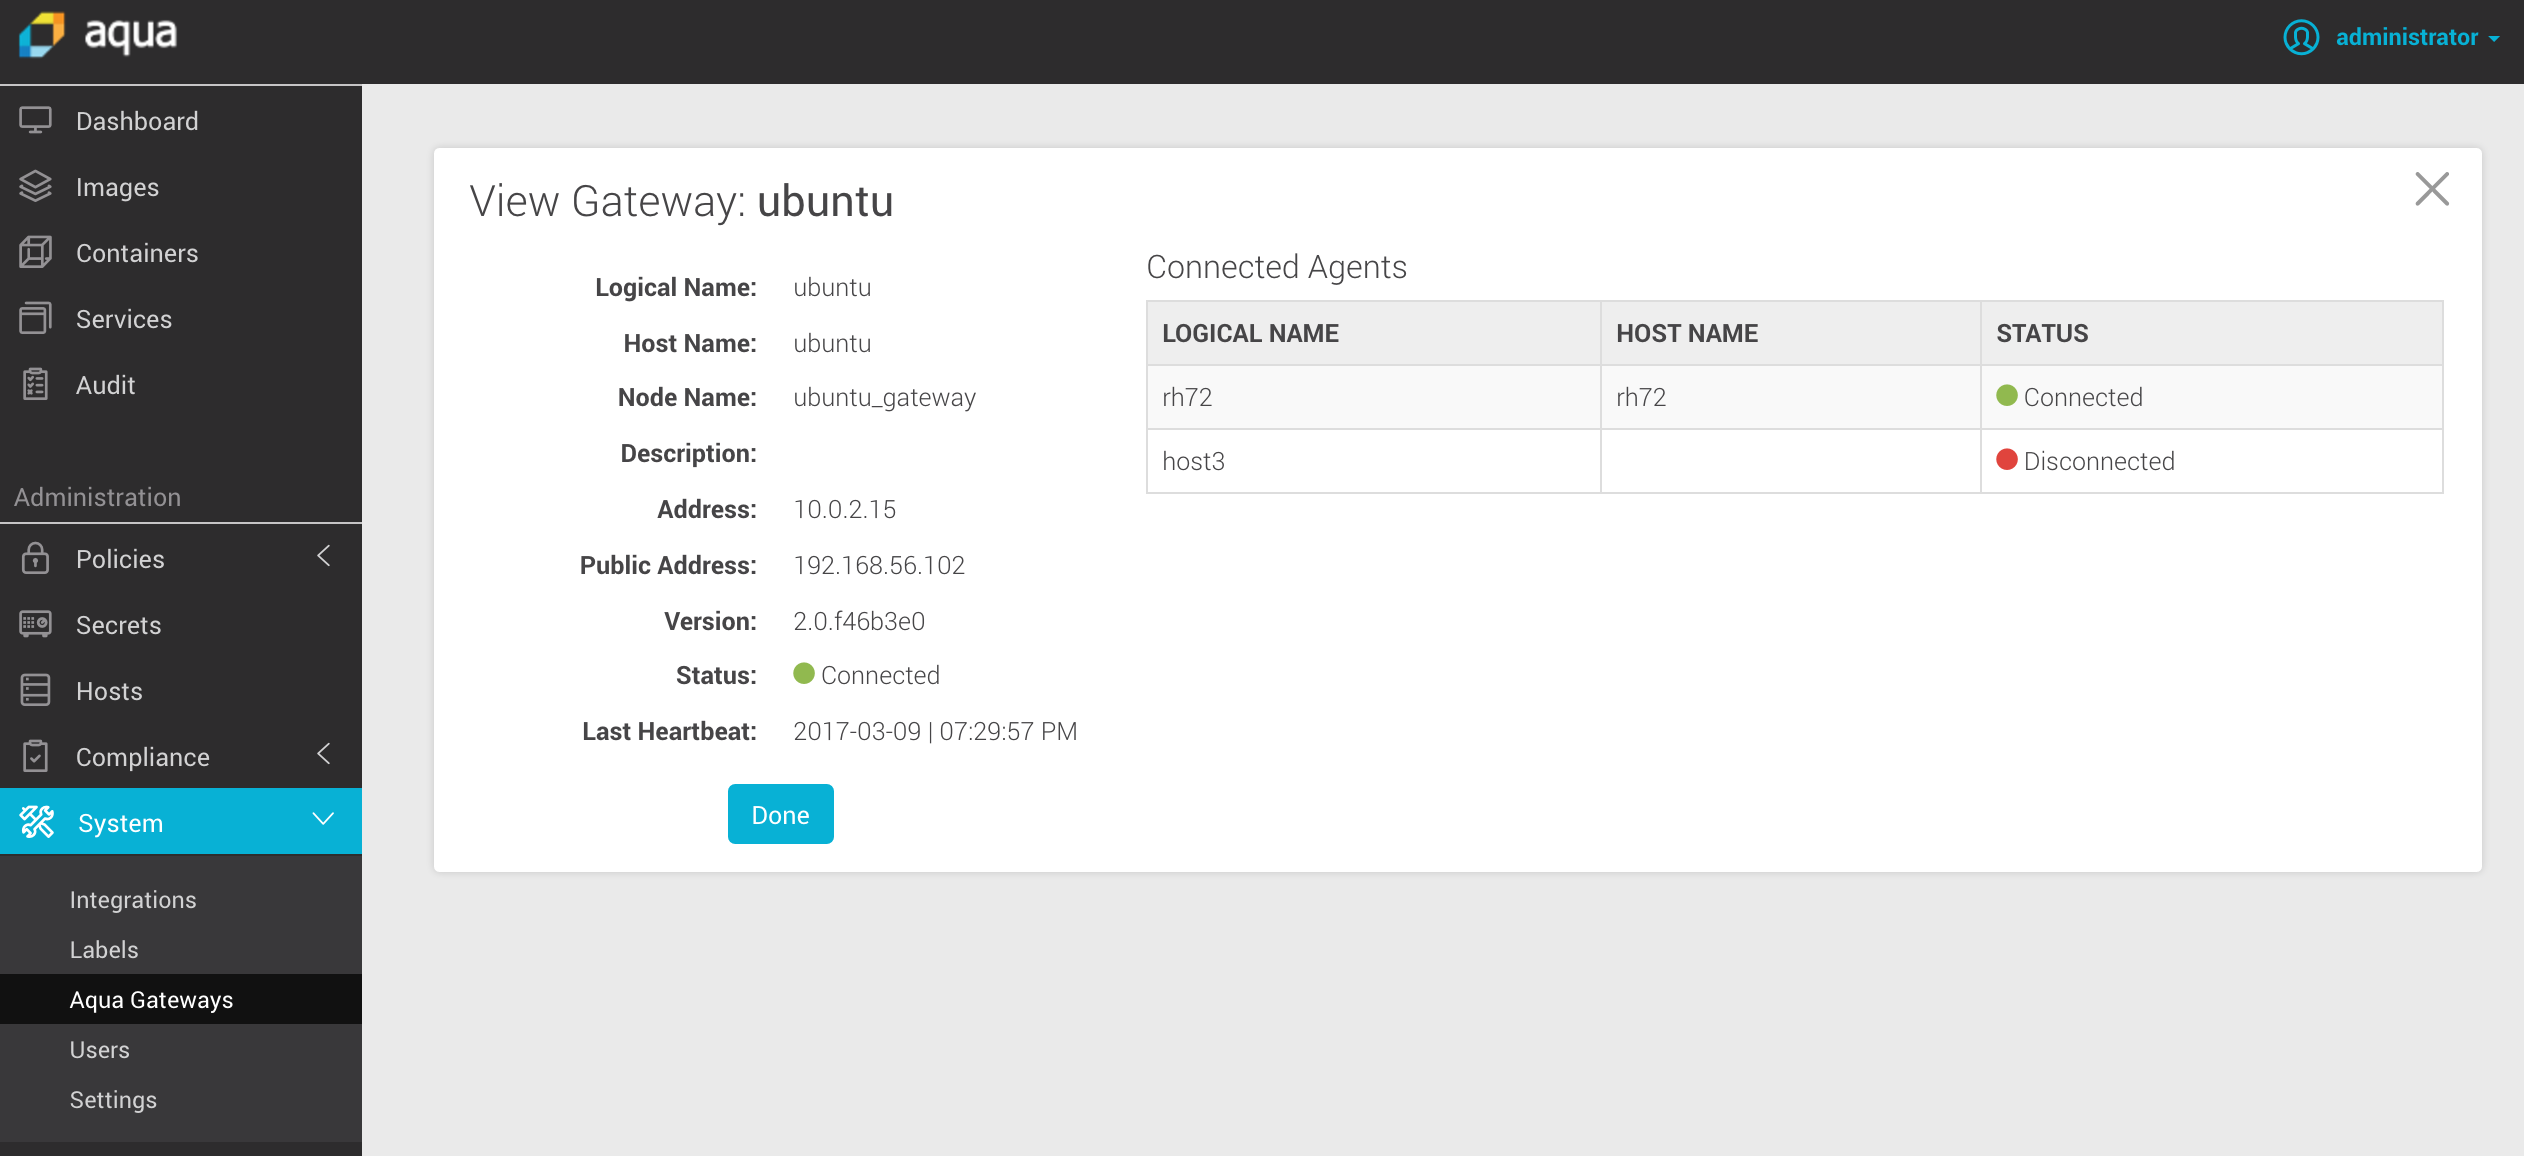 aqua
administrator
Dashboard
Images
Containers
Services
Audit
Administration
Policies
Secrets
Hosts
Compliance
System
Integrations
Labels
Aqua Gateways
Users
Settings
View Gateway: ubuntu
Logical Name: ubuntu
Host Name: ubuntu
Node Name: ubuntu_gateway
Description:
Address: 10.0.2.15
Public Address: 192.168.56.102
Version: 2.0.f46b3e0
Status: Connected
Last Heartbeat: 2017-03-09 | 07:29:57 PM
Done
Connected Agents
LOGICAL NAME HOST NAME STATUS
rh72 rh72 Connected
host3 Disconnected